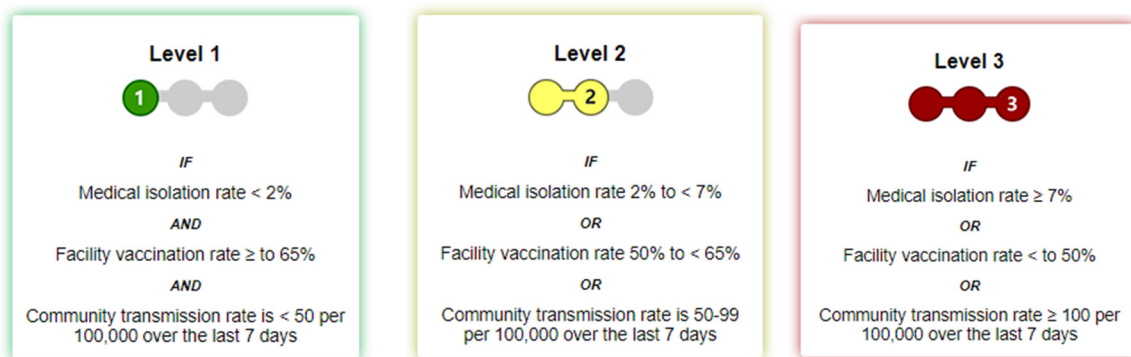 Level 1
1
IF
Medical isolation rate < 2%
AND
Facility vaccination rate ≥ to 65%
AND
Community transmission rate is < 50 per
100,000 over the last 7 days
Level 2
2
IF
Medical isolation rate 2% to < 7%
OR
Facility vaccination rate 50% to < 65%
OR
Community transmission rate is 50-99
per 100,000 over the last 7 days
Level 3
3
IF
Medical isolation rate ≥ 7%
OR
Facility vaccination rate < to 50%
OR
Community transmission rate ≥ 100 per
100,000 over the last 7 days